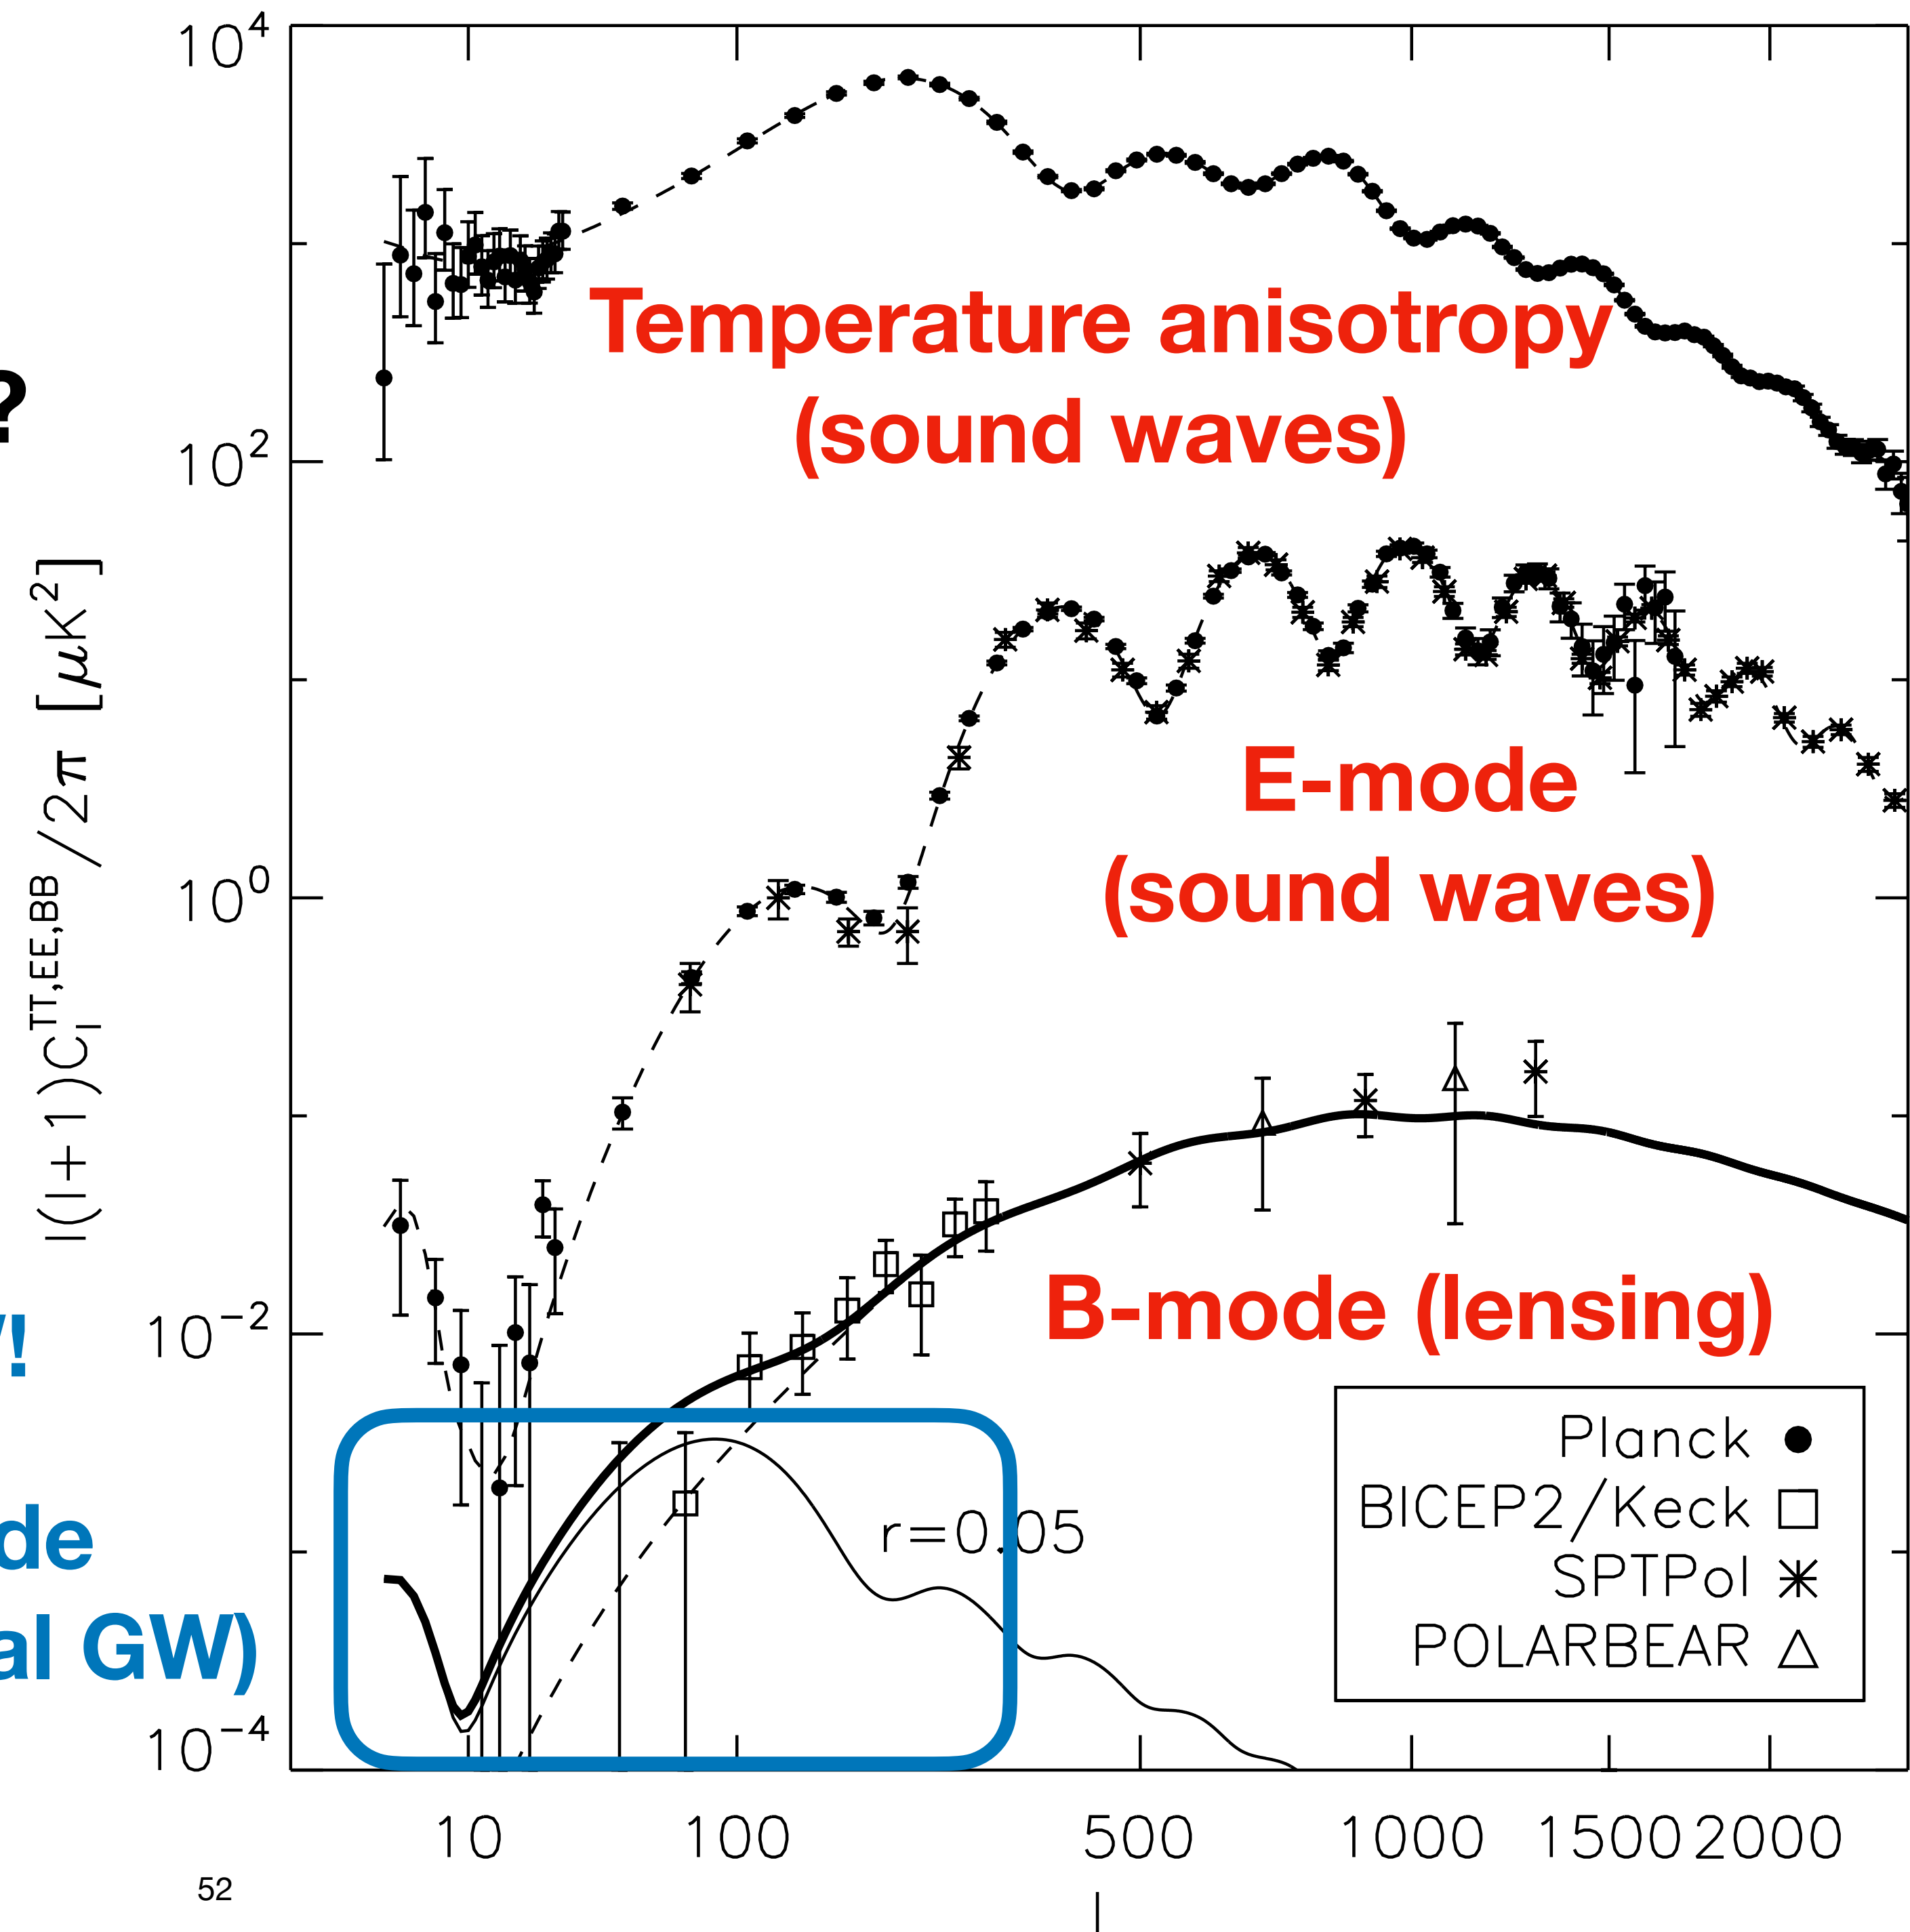 ?
!
de
al GW)
l(l+1)C_l^{TT,EE,BB}/2π [μK²]
10⁴
10²
10⁰
10⁻²
10⁻⁴
Temperature anisotropy
(sound waves)
E-mode
(sound waves)
B-mode (lensing)
r=0.05
Planck
BICEP2/Keck
SPTPol
POLARBEAR
10 100 500 1000 1500 2000
l
52